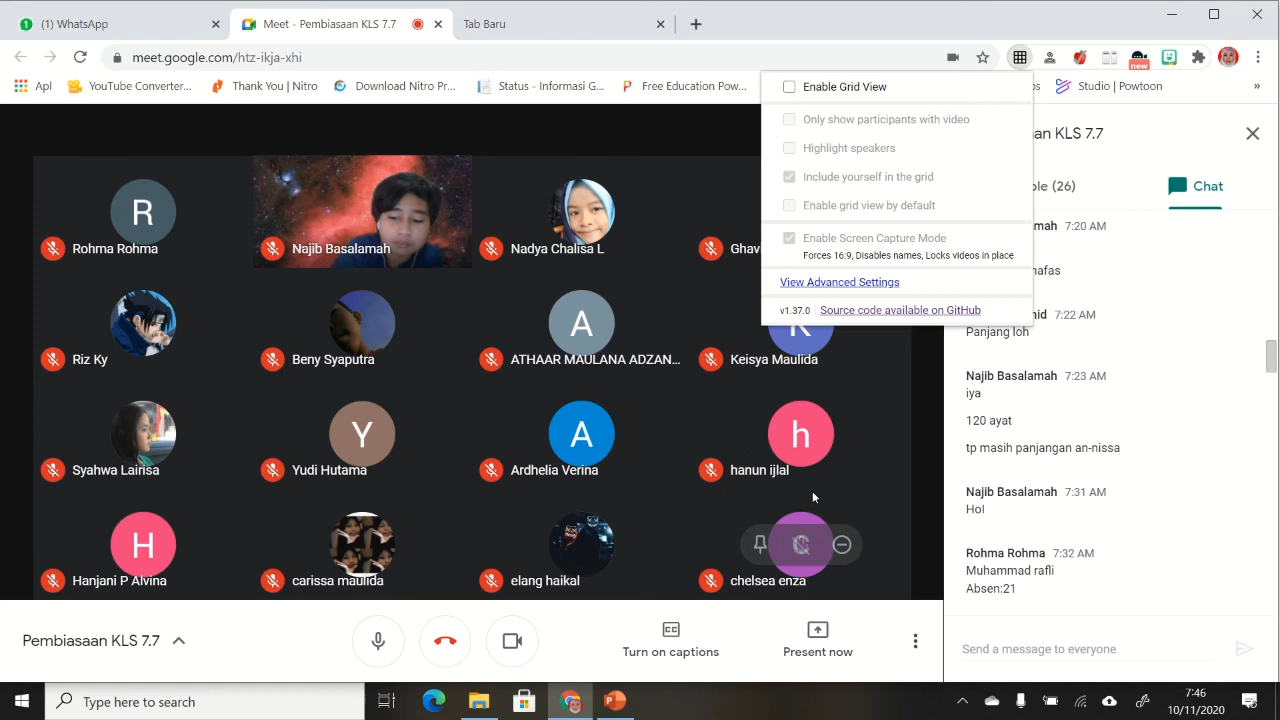 (1) WhatsApp
Meet - Pembiasaan KLS 7.7
Tab Baru
meet.google.com/htz-ikja-xhi
new
Apl
YouTube Converter...
Thank You | Nitro
Download Nitro Pr...
Status - Informasi G...
Free Education Pow...
Studio | Powtoon
»
Enable Grid View
Only show participants with video
Highlight speakers
Include yourself in the grid
Enable grid view by default
Enable Screen Capture Mode
Forces 16:9, Disables names, Locks videos in place
View Advanced Settings
v1.37.0
Source code available on GitHub
R
Rohma Rohma
Najib Basalamah
Nadya Chalisa L
Riz Ky
Beny Syaputra
A
ATHAAR MAULANA ADZAN...
K
Keisya Maulida
Syahwa Lairisa
Y
Yudi Hutama
A
Ardhelia Verina
h
hanun ijlal
H
Hanjani P Alvina
carissa maulida
elang haikal
chelsea enza
KLS 7.7
(26)
Chat
7:20 AM
7:22 AM
Panjang loh
Najib Basalamah 7:23 AM
iya
120 ayat
tp masih panjangan an-nissa
Najib Basalamah 7:31 AM
Rohma Rohma 7:32 AM
Muhammad rafli
Absen:21
Send a message to everyone
Pembiasaan KLS 7.7
Turn on captions
Present now
Type here to search
7:46
10/11/2020